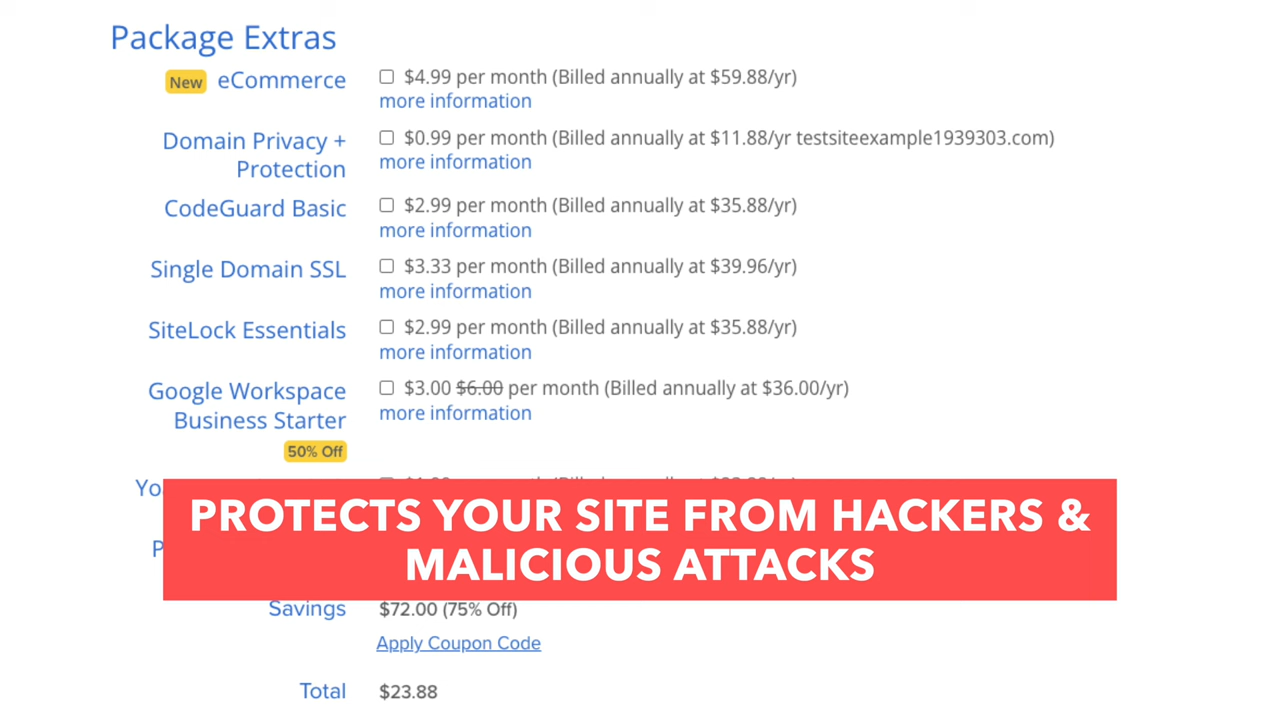 Package Extras
New eCommerce $4.99 per month (Billed annually at $59.88/yr)
more information
Domain Privacy + $0.99 per month (Billed annually at $11.88/yr testsiteexample1939303.com)
Protection more information
CodeGuard Basic $2.99 per month (Billed annually at $35.88/yr)
more information
Single Domain SSL $3.33 per month (Billed annually at $39.96/yr)
more information
SiteLock Essentials $2.99 per month (Billed annually at $35.88/yr)
more information
Google Workspace $3.00 $6.00 per month (Billed annually at $36.00/yr)
Business Starter more information
50% Off
PROTECTS YOUR SITE FROM HACKERS &
MALICIOUS ATTACKS
Savings $72.00 (75% Off)
Apply Coupon Code
Total $23.88